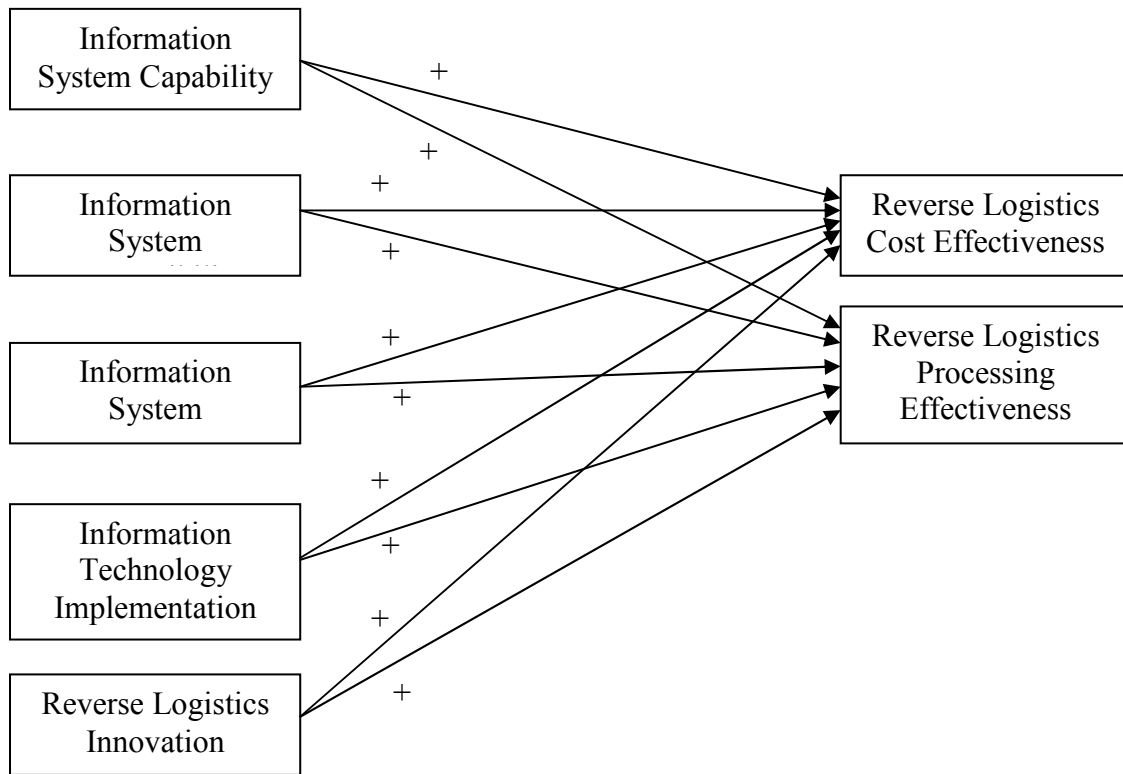 Information
System Capability
+
+
Information
System
+
+
Information
System
+
+
Information
Technology
Implementation
+
+
Reverse Logistics
Innovation
+
+
Reverse Logistics
Cost Effectiveness
Reverse Logistics
Processing
Effectiveness